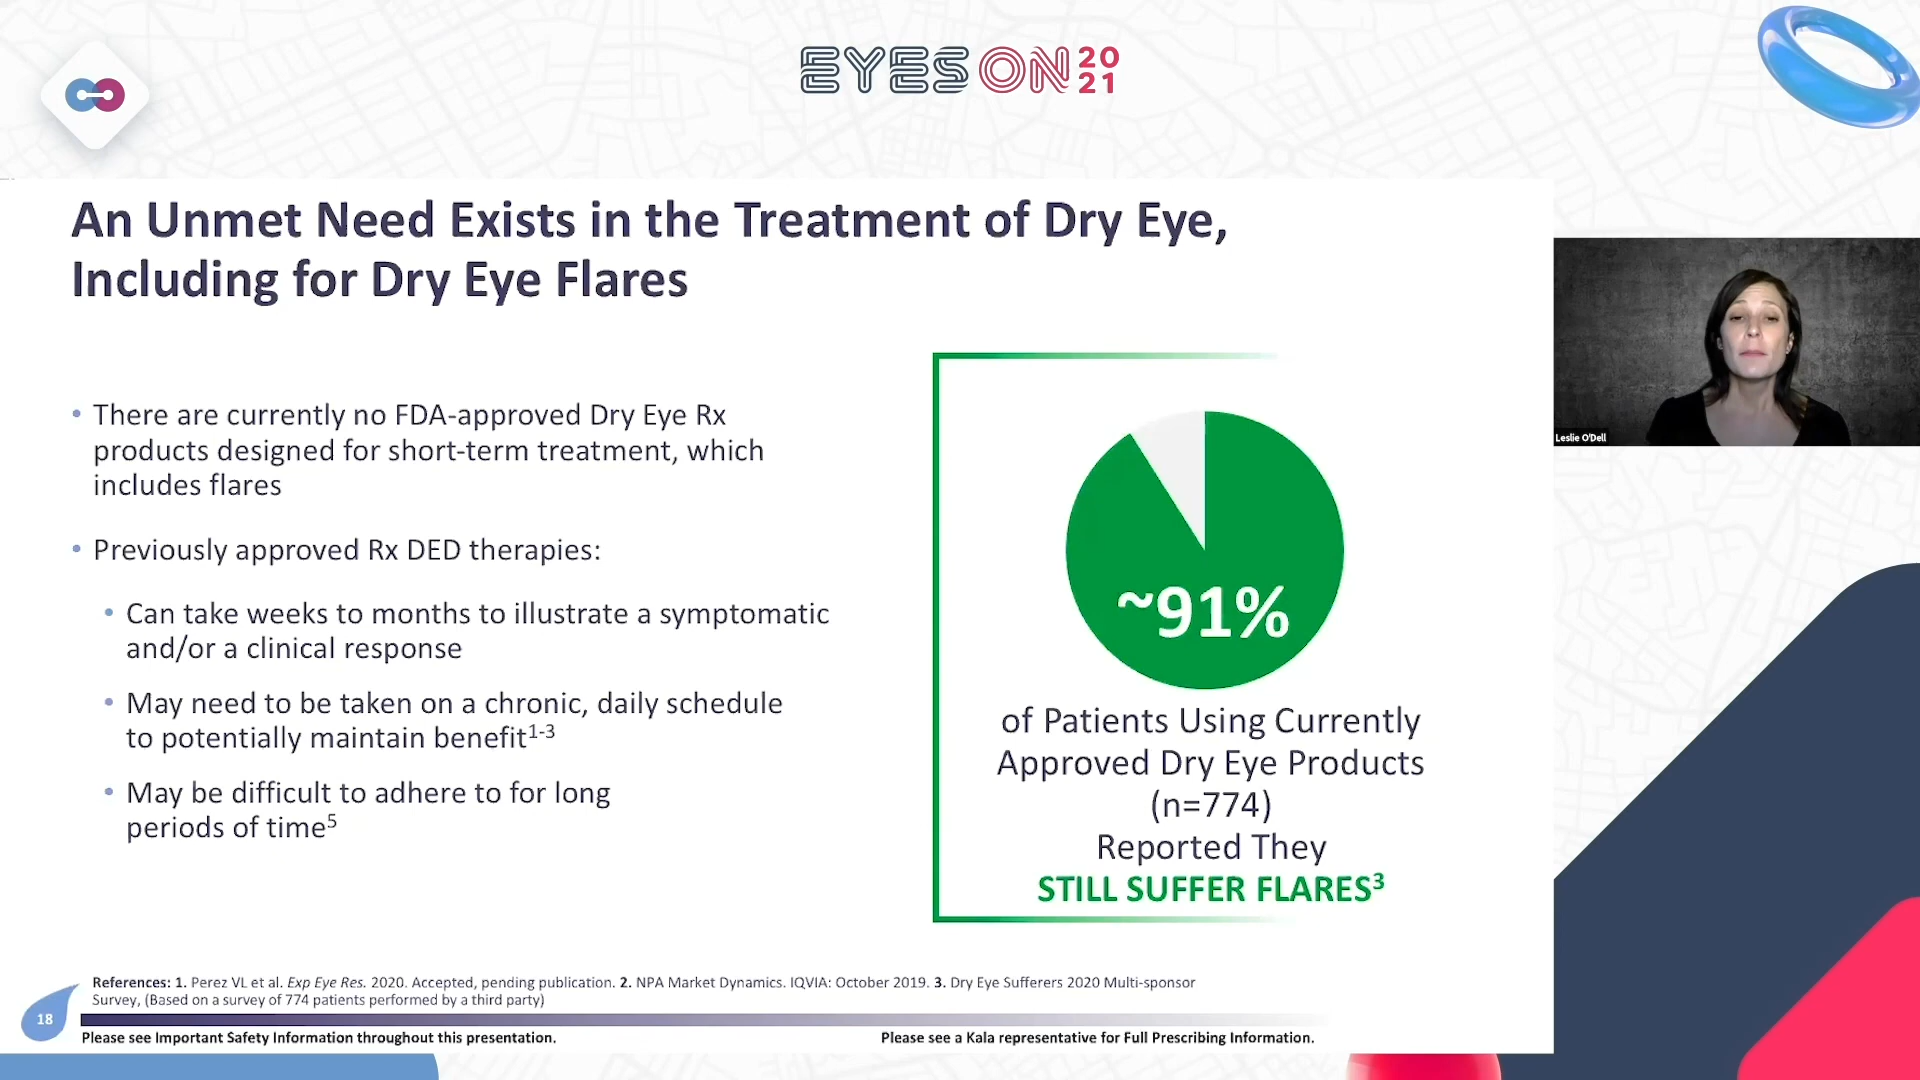 EYES ON 20
21
An Unmet Need Exists in the Treatment of Dry Eye,
Including for Dry Eye Flares
• There are currently no FDA-approved Dry Eye Rx
products designed for short-term treatment, which
includes flares
• Previously approved Rx DED therapies:
• Can take weeks to months to illustrate a symptomatic
and/or a clinical response
• May need to be taken on a chronic, daily schedule
to potentially maintain benefit1-3
• May be difficult to adhere to for long
periods of time5
~91%
of Patients Using Currently
Approved Dry Eye Products
(n=774)
Reported They
STILL SUFFER FLARES3
Leslie O'Dell
References: 1. Perez VL et al. Exp Eye Res. 2020. Accepted, pending publication. 2. NPA Market Dynamics. IQVIA: October 2019. 3. Dry Eye Sufferers 2020 Multi-sponsor
Survey, (Based on a survey of 774 patients performed by a third party)
18
Please see Important Safety Information throughout this presentation.
Please see a Kala representative for Full Prescribing Information.